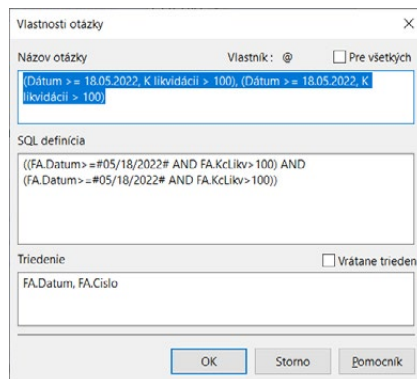 Vlastnosti otázky
Názov otázky Vlastník : @ Pre všetkých
(Dátum >= 18.05.2022, K likvidácii > 100), (Dátum >= 18.05.2022, K
likvidácii > 100)
SQL definícia
((FA.Datum>=#05/18/2022# AND FA.KcLikv>100) AND
(FA.Datum>=#05/18/2022# AND FA.KcLikv>100))
Triedenie Vrátane trieden
FA.Datum, FA.Cislo
OK Storno Pomocník